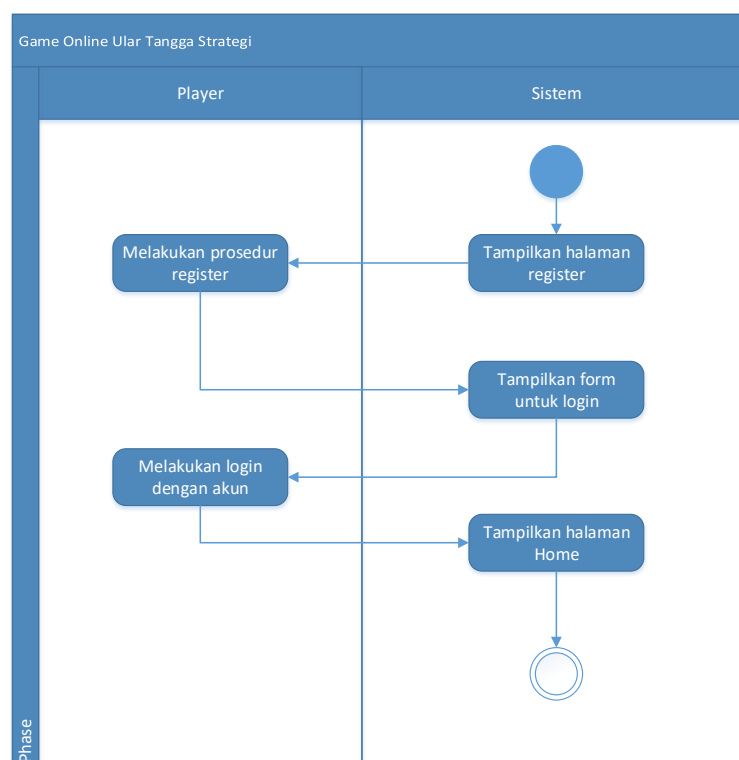 Game Online Ular Tangga Strategi
Player
Sistem
Tampilkan halaman
register
Melakukan prosedur
register
Tampilkan form
untuk login
Melakukan login
dengan akun
Tampilkan halaman
Home
Phase